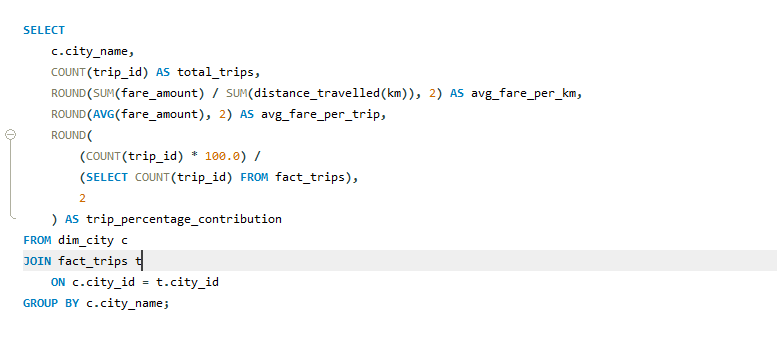 SELECT
    c.city_name,
    COUNT(trip_id) AS total_trips,
    ROUND(SUM(fare_amount) / SUM(distance_travelled(km)), 2) AS avg_fare_per_km,
    ROUND(AVG(fare_amount), 2) AS avg_fare_per_trip,
    ROUND(
        (COUNT(trip_id) * 100.0) /
        (SELECT COUNT(trip_id) FROM fact_trips),
        2
    ) AS trip_percentage_contribution
FROM dim_city c
JOIN fact_trips t
    ON c.city_id = t.city_id
GROUP BY c.city_name;